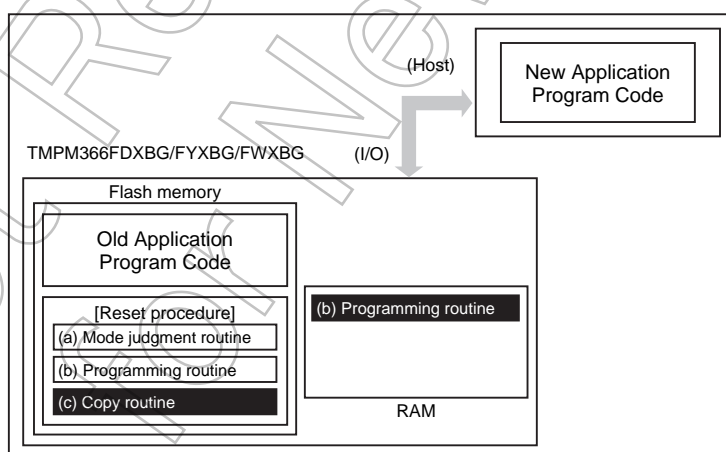 (Host)
New Application
Program Code
TMPM366FDXBG/FYXBG/FWXBG
(I/O)
Flash memory
Old Application
Program Code
[Reset procedure]
(a) Mode judgment routine
(b) Programming routine
(c) Copy routine
(b) Programming routine
RAM